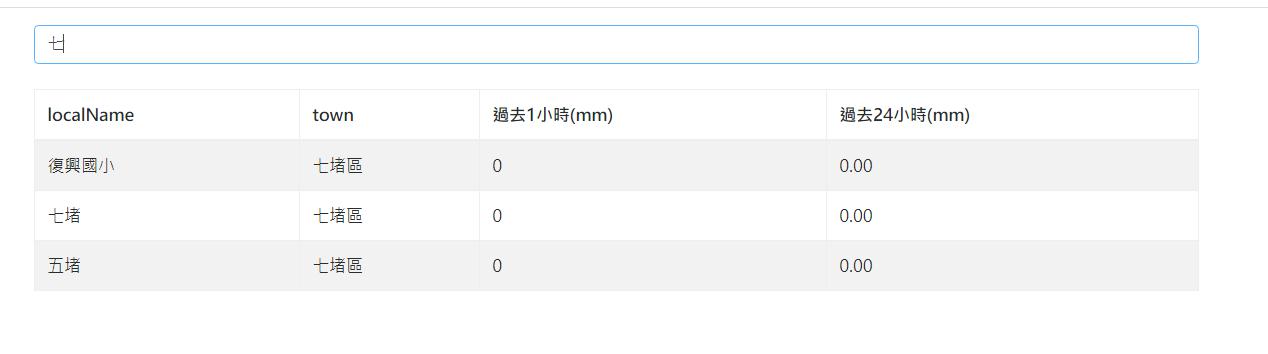 七
localName town 過去1小時(mm) 過去24小時(mm)
復興國小 七堵區 0 0.00
七堵 七堵區 0 0.00
五堵 七堵區 0 0.00